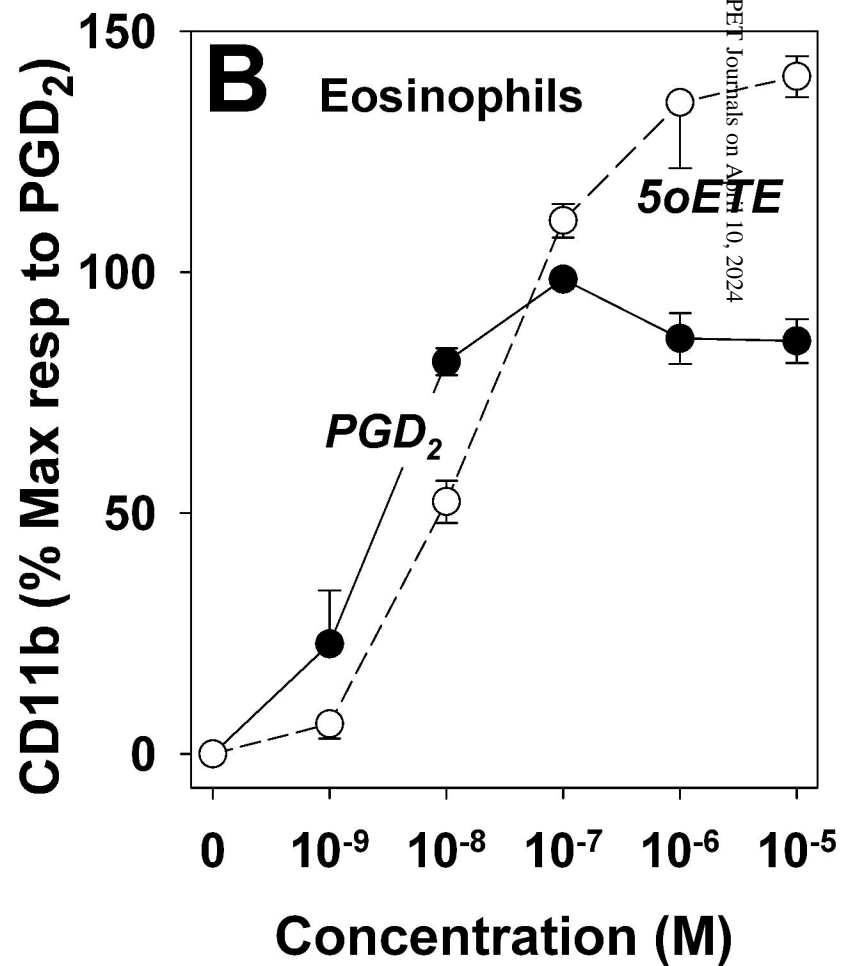 150
100
50
0
CD11b (% Max resp to PGD2)
B
Eosinophils
PET Journals on April 10, 2024
5oETE
PGD2
0 10-9 10-8 10-7 10-6 10-5
Concentration (M)